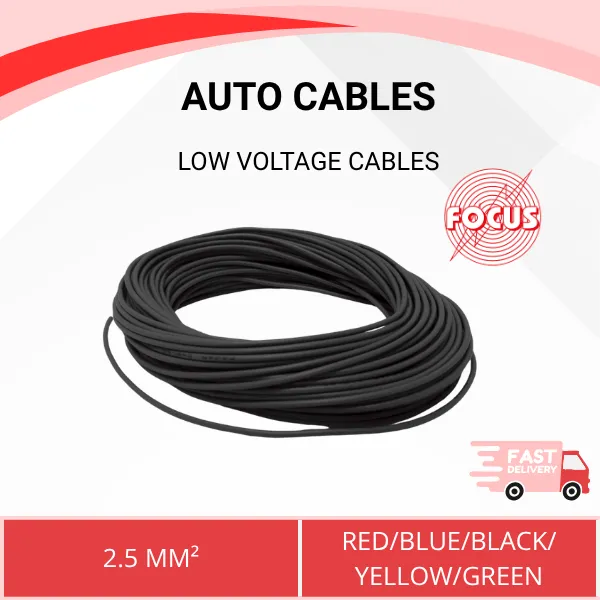 AUTO CABLES
LOW VOLTAGE CABLES
FOCUS
FAST
DELIVERY
2.5 MM²
RED/BLUE/BLACK/
YELLOW/GREEN